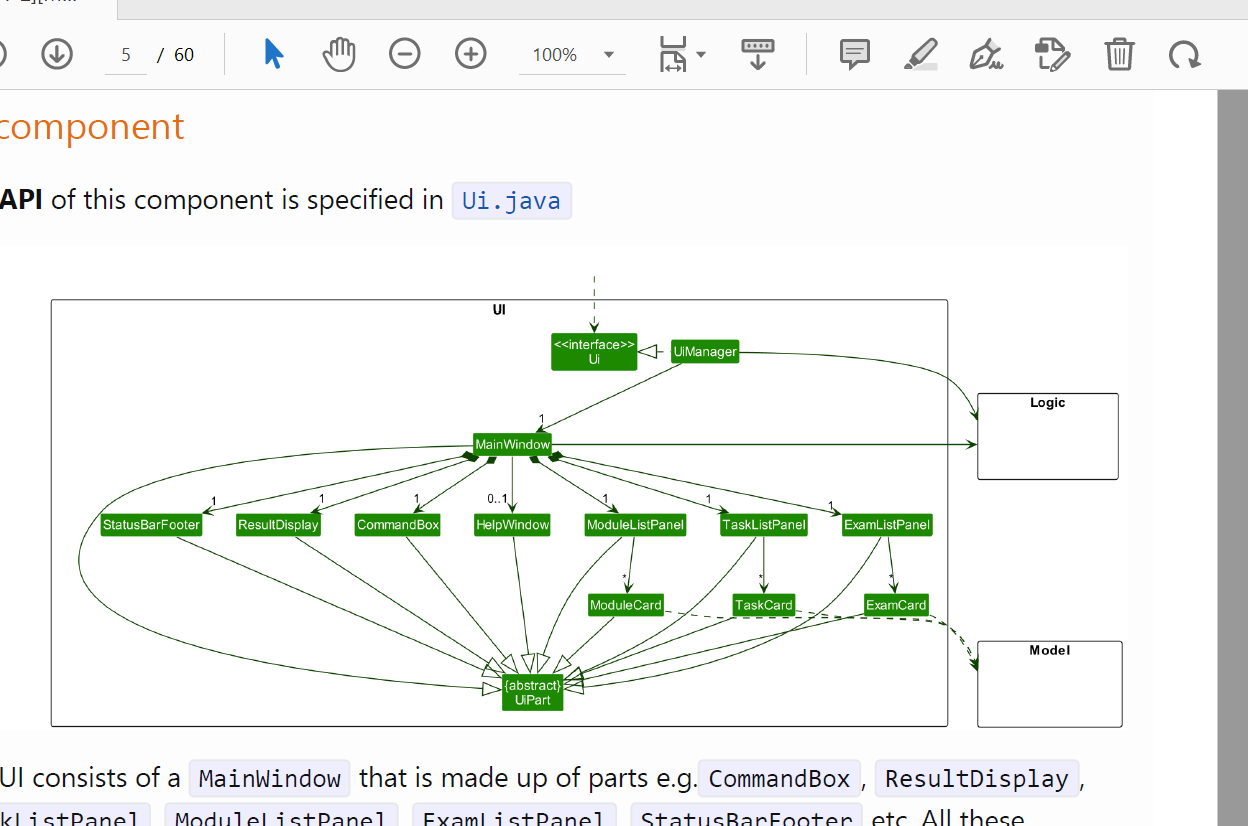 5 / 60 100%
component
API of this component is specified in Ui.java
UI
<<interface>>
Ui
UiManager
Logic
1
MainWindow
1 1 1 0..1 1 1 1
StatusBarFooter ResultDisplay CommandBox HelpWindow ModuleListPanel TaskListPanel ExamListPanel
* * *
ModuleCard TaskCard ExamCard
Model
{abstract}
UiPart
UI consists of a MainWindow that is made up of parts e.g. CommandBox , ResultDisplay ,
kListPanel ModuleListPanel ExamListPanel StatusBarFooter etc. All these